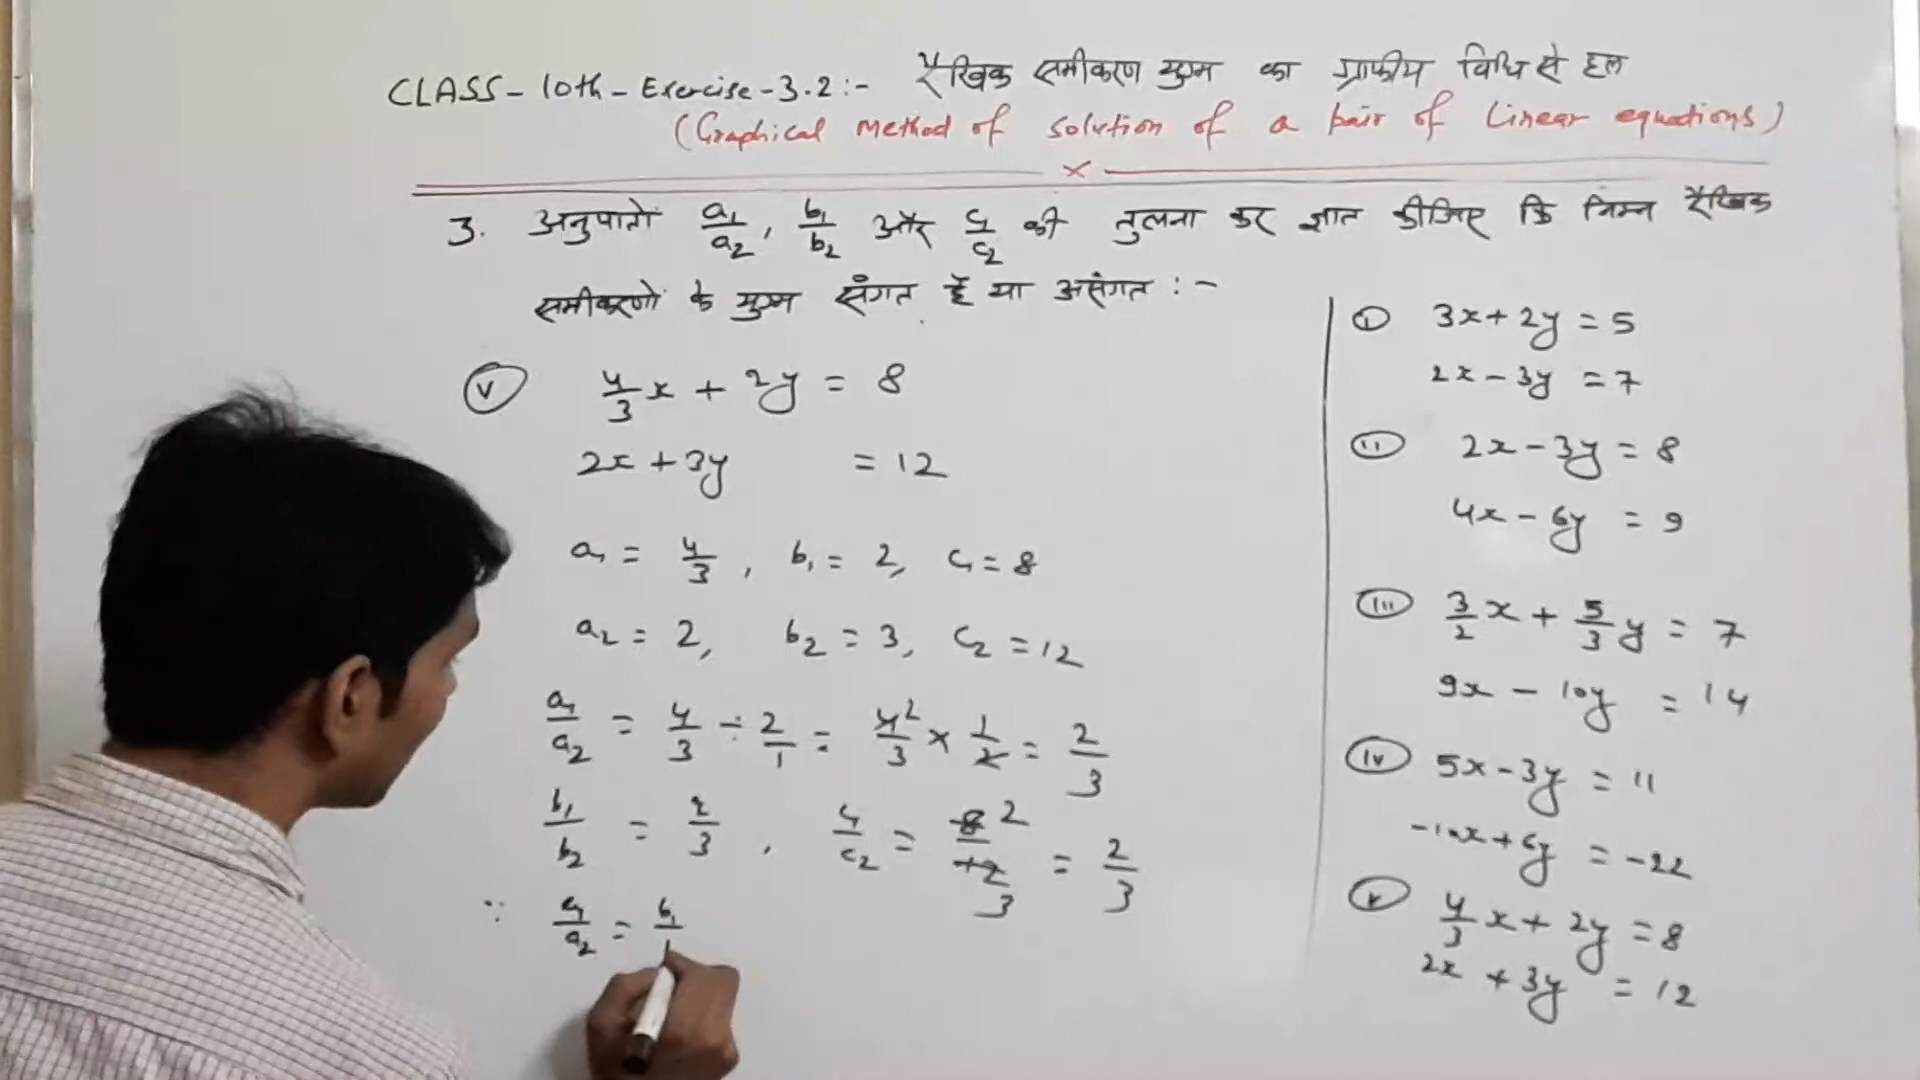 CLASS - 10th - Exercise - 3.2 :- रैखिक समीकरण युग्म का ग्राफीय विधि से हल
(Graphical Method of solution of a pair of Linear equations)
x
3. अनुपातों a₁/a₂, b₁/b₂ और c₁/c₂ की तुलना कर ज्ञात कीजिए कि निम्न रैखिक
समीकरणों के युग्म संगत हैं या असंगत :-
(v) 4/3 x + 2y = 8
2x + 3y = 12
a₁ = 4/3, b₁ = 2, c₁ = 8
a₂ = 2, b₂ = 3, c₂ = 12
a₁/a₂ = 4/3 ÷ 2/1 = 4/3 2 × 1/2 = 2/3
b₁/b₂ = 2/3, c₁/c₂ = 8/12 2/3 = 2/3
∵ a₁/a₂ = b₁/
(i) 3x + 2y = 5
2x - 3y = 7
(ii) 2x - 3y = 8
4x - 6y = 9
(iii) 3/2 x + 5/3 y = 7
9x - 10y = 14
(iv) 5x - 3y = 11
-10x + 6y = -22
(v) 4/3 x + 2y = 8
2x + 3y = 12